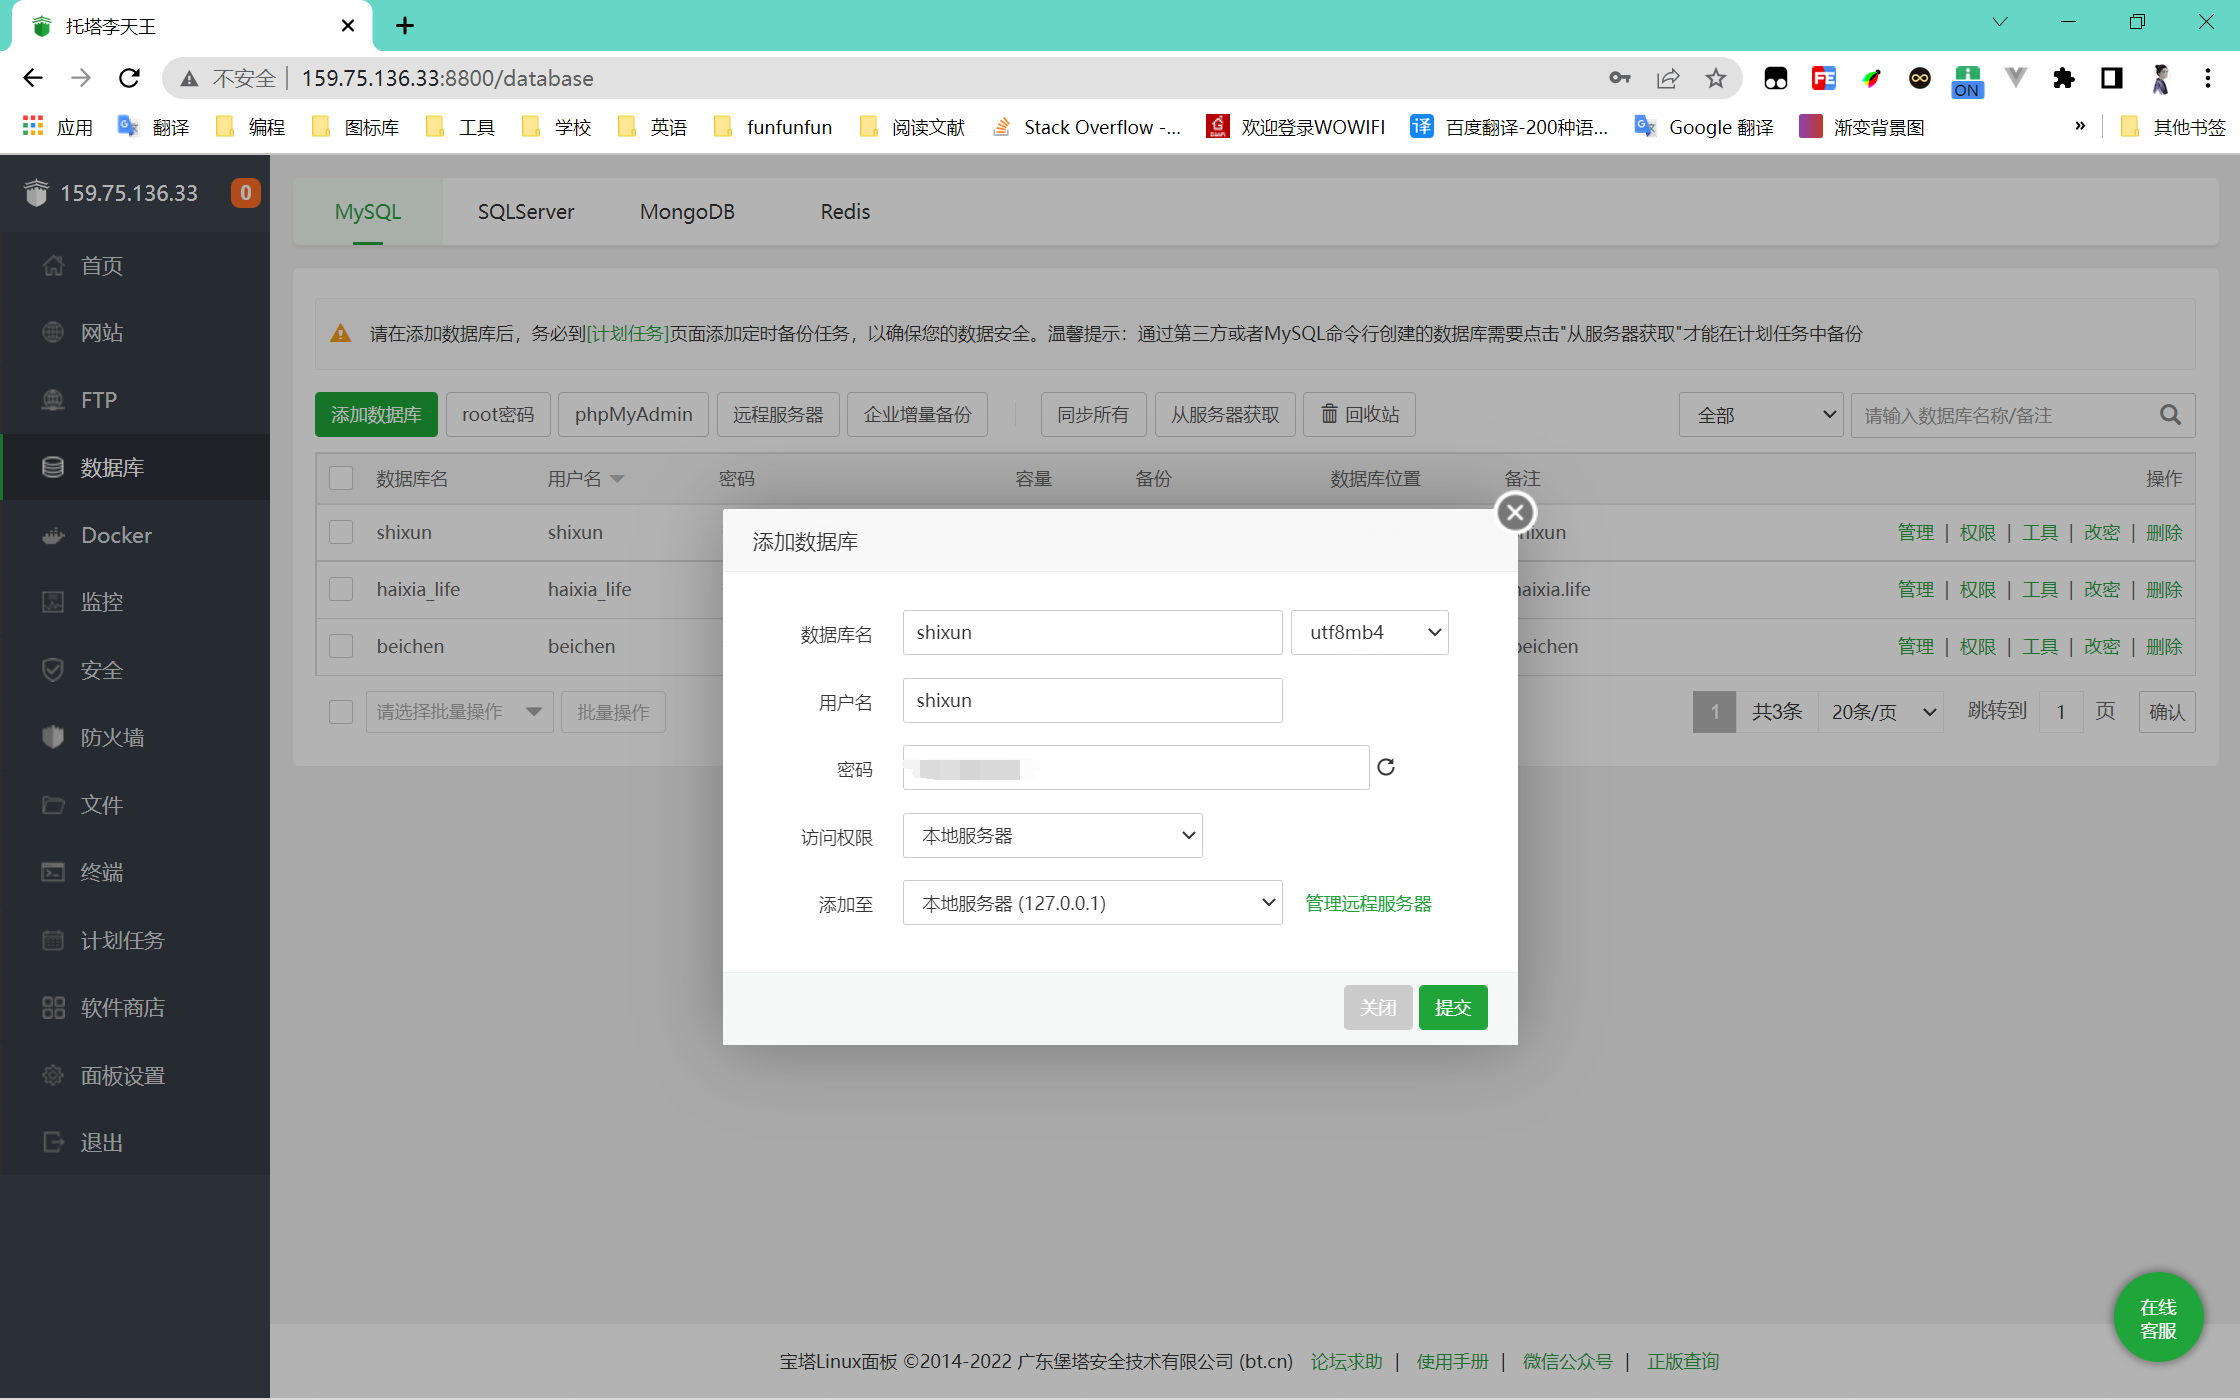 托塔李天王
不安全 159.75.136.33:8800/database
ON
应用 翻译 编程 图标库 工具 学校 英语 funfunfun 阅读文献 Stack Overflow -... 欢迎登录WOWIFI 百度翻译-200种语... Google 翻译 渐变背景图 » 其他书签
159.75.136.33 0
首页
网站
FTP
数据库
Docker
监控
安全
防火墙
文件
终端
计划任务
软件商店
面板设置
退出
MySQL SQLServer MongoDB Redis
请在添加数据库后，务必到[计划任务]页面添加定时备份任务，以确保您的数据安全。温馨提示：通过第三方或者MySQL命令行创建的数据库需要点击"从服务器获取"才能在计划任务中备份
添加数据库 root密码 phpMyAdmin 远程服务器 企业增量备份 同步所有 从服务器获取 回收站 全部 请输入数据库名称/备注
数据库名 用户名 密码 容量 备份 数据库位置 备注 操作
shixun shixun hixun 管理 | 权限 | 工具 | 改密 | 删除
haixia_life haixia_life haixia.life 管理 | 权限 | 工具 | 改密 | 删除
beichen beichen beichen 管理 | 权限 | 工具 | 改密 | 删除
请选择批量操作 批量操作 1 共3条 20条/页 跳转到 1 页 确认
添加数据库
数据库名 shixun utf8mb4
用户名 shixun
密码
访问权限 本地服务器
添加至 本地服务器 (127.0.0.1) 管理远程服务器
关闭 提交
在线
客服
宝塔Linux面板 ©2014-2022 广东堡塔安全技术有限公司 (bt.cn) 论坛求助 | 使用手册 | 微信公众号 | 正版查询